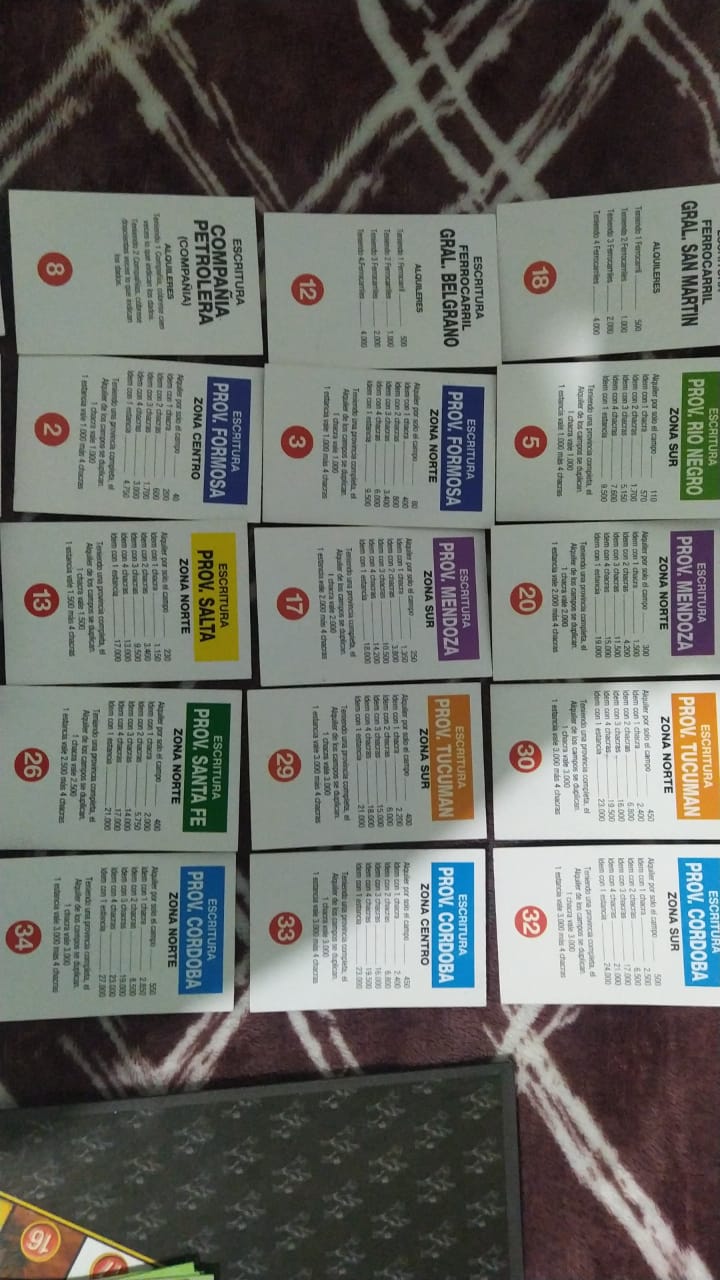 ESCRITURA
FERROCARRIL
GRAL. SAN MARTIN
ALQUILERES
Teniendo 1 Ferrocarril 500
Teniendo 2 Ferrocarriles 1.000
Teniendo 3 Ferrocarriles 2.000
Teniendo 4 Ferrocarriles 4.000
18
ESCRITURA
PROV. RIO NEGRO
ZONA SUR
Alquiler por solo el campo 110
Idem con 1 chacra 570
Idem con 2 chacras 1.700
Idem con 3 chacras 5.150
Idem con 4 chacras 7.600
Idem con 1 estancia 9.500
Teniendo una provincia completa, el
Alquiler de los campos se duplican.
1 chacra vale 1.000
1 estancia vale 1.000 más 4 chacras
5
ESCRITURA
PROV. MENDOZA
ZONA NORTE
Alquiler por solo el campo 300
Idem con 1 chacra 1.500
Idem con 2 chacras 4.200
Idem con 3 chacras 11.500
Idem con 4 chacras 15.000
Idem con 1 estancia 19.000
Teniendo una provincia completa, el
Alquiler de los campos se duplican.
1 chacra vale 2.000
1 estancia vale 2.000 más 4 chacras
20
ESCRITURA
PROV. TUCUMAN
ZONA NORTE
Alquiler por solo el campo 450
Idem con 1 chacra 2.400
Idem con 2 chacras 6.800
Idem con 3 chacras 16.000
Idem con 4 chacras 19.500
Idem con 1 estancia 23.000
Teniendo una provincia completa, el
Alquiler de los campos se duplican.
1 chacra vale 3.000
1 estancia vale 3.000 más 4 chacras
30
ESCRITURA
PROV. CORDOBA
ZONA SUR
Alquiler por solo el campo 500
Idem con 1 chacra 2.500
Idem con 2 chacras 6.500
Idem con 3 chacras 17.000
Idem con 4 chacras 21.000
Idem con 1 estancia 24.000
Teniendo una provincia completa, el
Alquiler de los campos se duplican.
1 chacra vale 3.000
1 estancia vale 3.000 más 4 chacras
32
ESCRITURA
FERROCARRIL
GRAL. BELGRANO
ALQUILERES
Teniendo 1 Ferrocarril 500
Teniendo 2 Ferrocarriles 1.000
Teniendo 3 Ferrocarriles 2.000
Teniendo 4 Ferrocarriles 4.000
12
ESCRITURA
PROV. FORMOSA
ZONA NORTE
Alquiler por solo el campo 80
Idem con 1 chacra 400
Idem con 2 chacras 800
Idem con 3 chacras 3.400
Idem con 4 chacras 6.000
Idem con 1 estancia 9.500
Teniendo una provincia completa, el
Alquiler de los campos se duplican.
1 chacra vale 1.000
1 estancia vale 1.000 más 4 chacras
3
ESCRITURA
PROV. MENDOZA
ZONA SUR
Alquiler por solo el campo 250
Idem con 1 chacra 1.350
Idem con 2 chacras 3.800
Idem con 3 chacras 10.500
Idem con 4 chacras 14.200
Idem con 1 estancia 18.000
Teniendo una provincia completa, el
Alquiler de los campos se duplican.
1 chacra vale 2.000
1 estancia vale 2.000 más 4 chacras
17
ESCRITURA
PROV. TUCUMAN
ZONA SUR
Alquiler por solo el campo 400
Idem con 1 chacra 2.200
Idem con 2 chacras 6.000
Idem con 3 chacras 15.000
Idem con 4 chacras 18.000
Idem con 1 estancia 21.000
Teniendo una provincia completa, el
Alquiler de los campos se duplican.
1 chacra vale 3.000
1 estancia vale 3.000 más 4 chacras
29
ESCRITURA
PROV. CORDOBA
ZONA CENTRO
Alquiler por solo el campo 450
Idem con 1 chacra 2.400
Idem con 2 chacras 6.800
Idem con 3 chacras 16.000
Idem con 4 chacras 19.500
Idem con 1 estancia 23.000
Teniendo una provincia completa, el
Alquiler de los campos se duplican.
1 chacra vale 3.000
1 estancia vale 3.000 más 4 chacras
33
ESCRITURA
COMPAÑIA
PETROLERA
(COMPAÑIA)
ALQUILERES
Teniendo 1 Compañía, cóbrense cien
veces lo que indican los dados.
Teniendo 2 Compañías, cóbrense
doscientas veces lo que indican
los dados.
8
ESCRITURA
PROV. FORMOSA
ZONA CENTRO
Alquiler por solo el campo 40
Idem con 1 chacra 200
Idem con 2 chacras 600
Idem con 3 chacras 1.700
Idem con 4 chacras 3.000
Idem con 1 estancia 4.750
Teniendo una provincia completa, el
Alquiler de los campos se duplican.
1 chacra vale 1.000
1 estancia vale 1.000 más 4 chacras
2
ESCRITURA
PROV. SALTA
ZONA NORTE
Alquiler por solo el campo 230
Idem con 1 chacra 1.150
Idem con 2 chacras 3.400
Idem con 3 chacras 9.500
Idem con 4 chacras 13.000
Idem con 1 estancia 17.000
Teniendo una provincia completa, el
Alquiler de los campos se duplican.
1 chacra vale 1.500
1 estancia vale 1.500 más 4 chacras
13
ESCRITURA
PROV. SANTA FE
ZONA NORTE
Alquiler por solo el campo 400
Idem con 1 chacra 2.000
Idem con 2 chacras 5.750
Idem con 3 chacras 14.000
Idem con 4 chacras 17.000
Idem con 1 estancia 21.000
Teniendo una provincia completa, el
Alquiler de los campos se duplican.
1 chacra vale 2.500
1 estancia vale 2.500 más 4 chacras
26
ESCRITURA
PROV. CORDOBA
ZONA NORTE
Alquiler por solo el campo 500
Idem con 1 chacra 2.850
Idem con 2 chacras 8.500
Idem con 3 chacras 19.000
Idem con 4 chacras 23.000
Idem con 1 estancia 27.000
Teniendo una provincia completa, el
Alquiler de los campos se duplican.
1 chacra vale 3.000
1 estancia vale 3.000 más 4 chacras
34
16